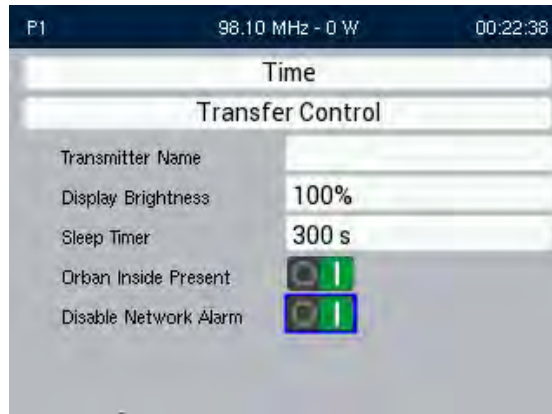 P1 98.10 MHz - 0 W 00:22:38
Time
Transfer Control
Transmitter Name
Display Brightness 100%
Sleep Timer 300 s
Orban Inside Present
Disable Network Alarm